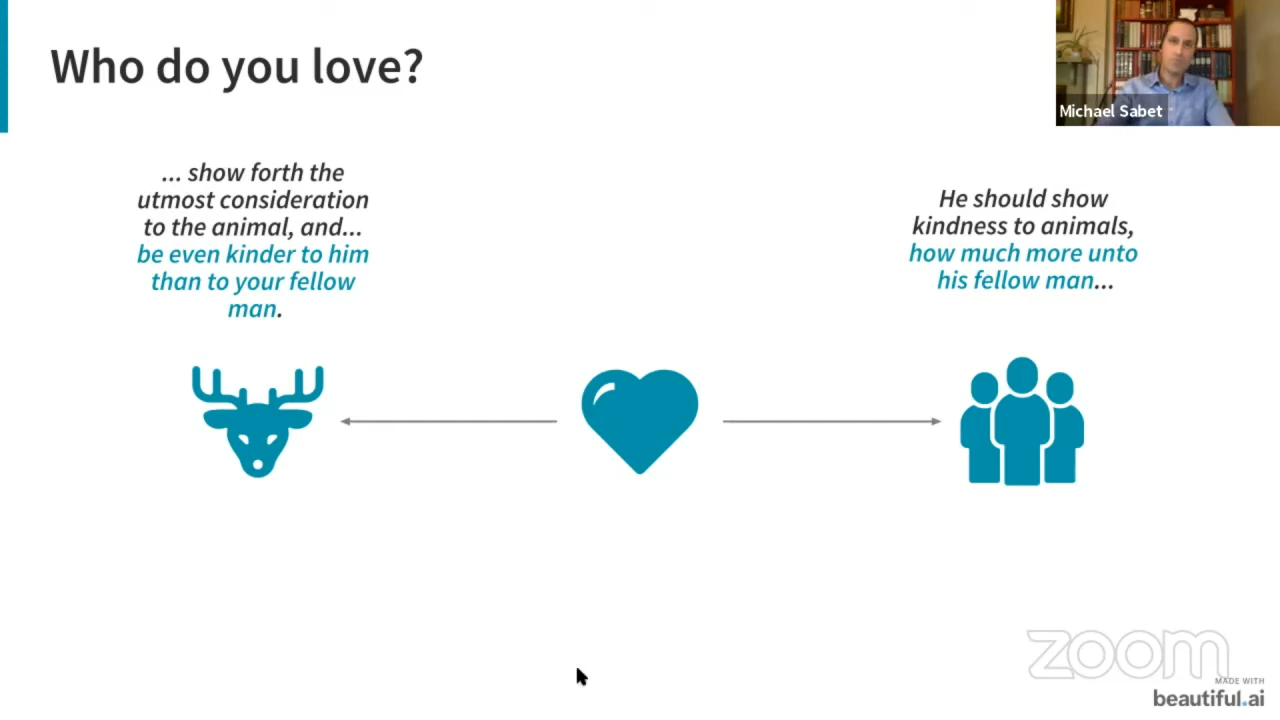 Who do you love?
Michael Sabet
... show forth the
utmost consideration
to the animal, and...
be even kinder to him
than to your fellow
man.
He should show
kindness to animals,
how much more unto
his fellow man...
zoom
MADE WITH
beautiful.ai